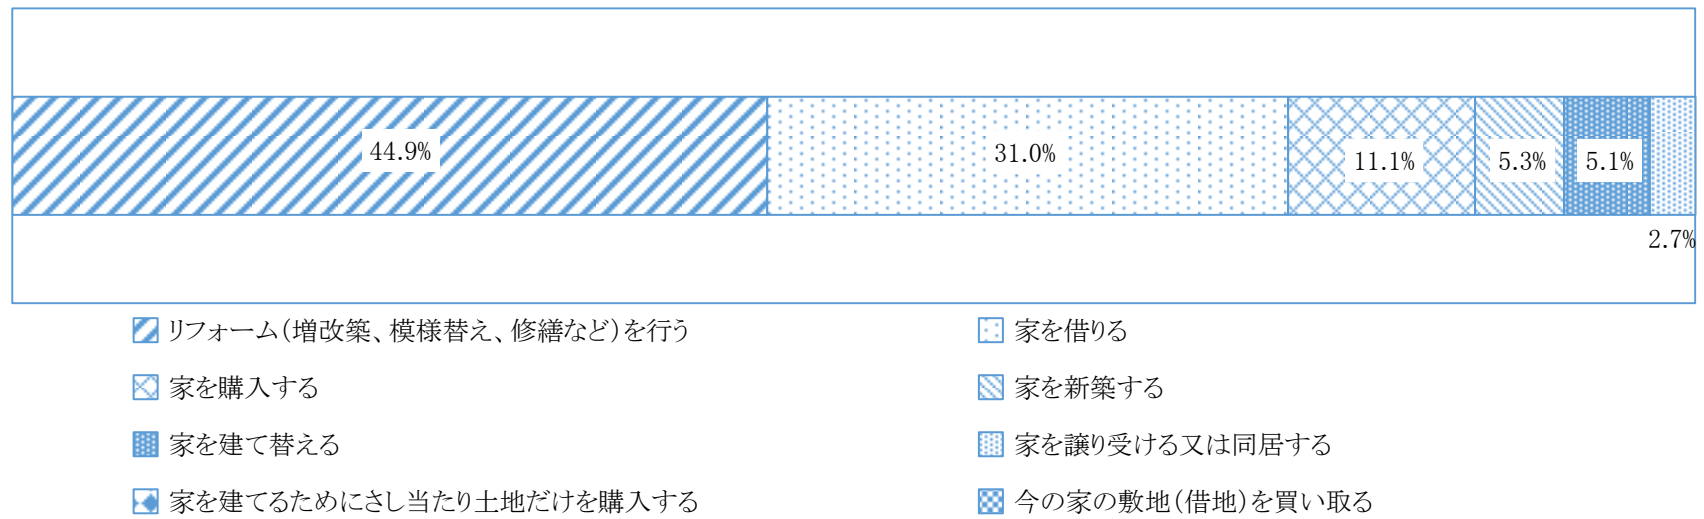 44.9%
31.0%
11.1%
5.3%
5.1%
2.7%
リフォーム(増改築、模様替え、修繕など)を行う
家を借りる
家を購入する
家を新築する
家を建て替える
家を譲り受ける又は同居する
家を建てるためにさし当たり土地だけを購入する
今の家の敷地(借地)を買い取る